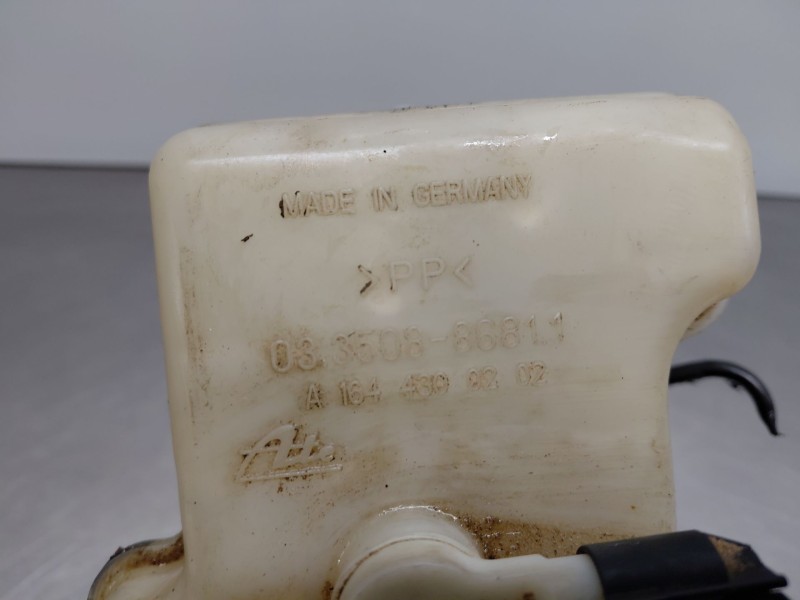 MADE IN GERMANY
>PP<
03.3508-8681.1
A 164 430 02 02
Ate